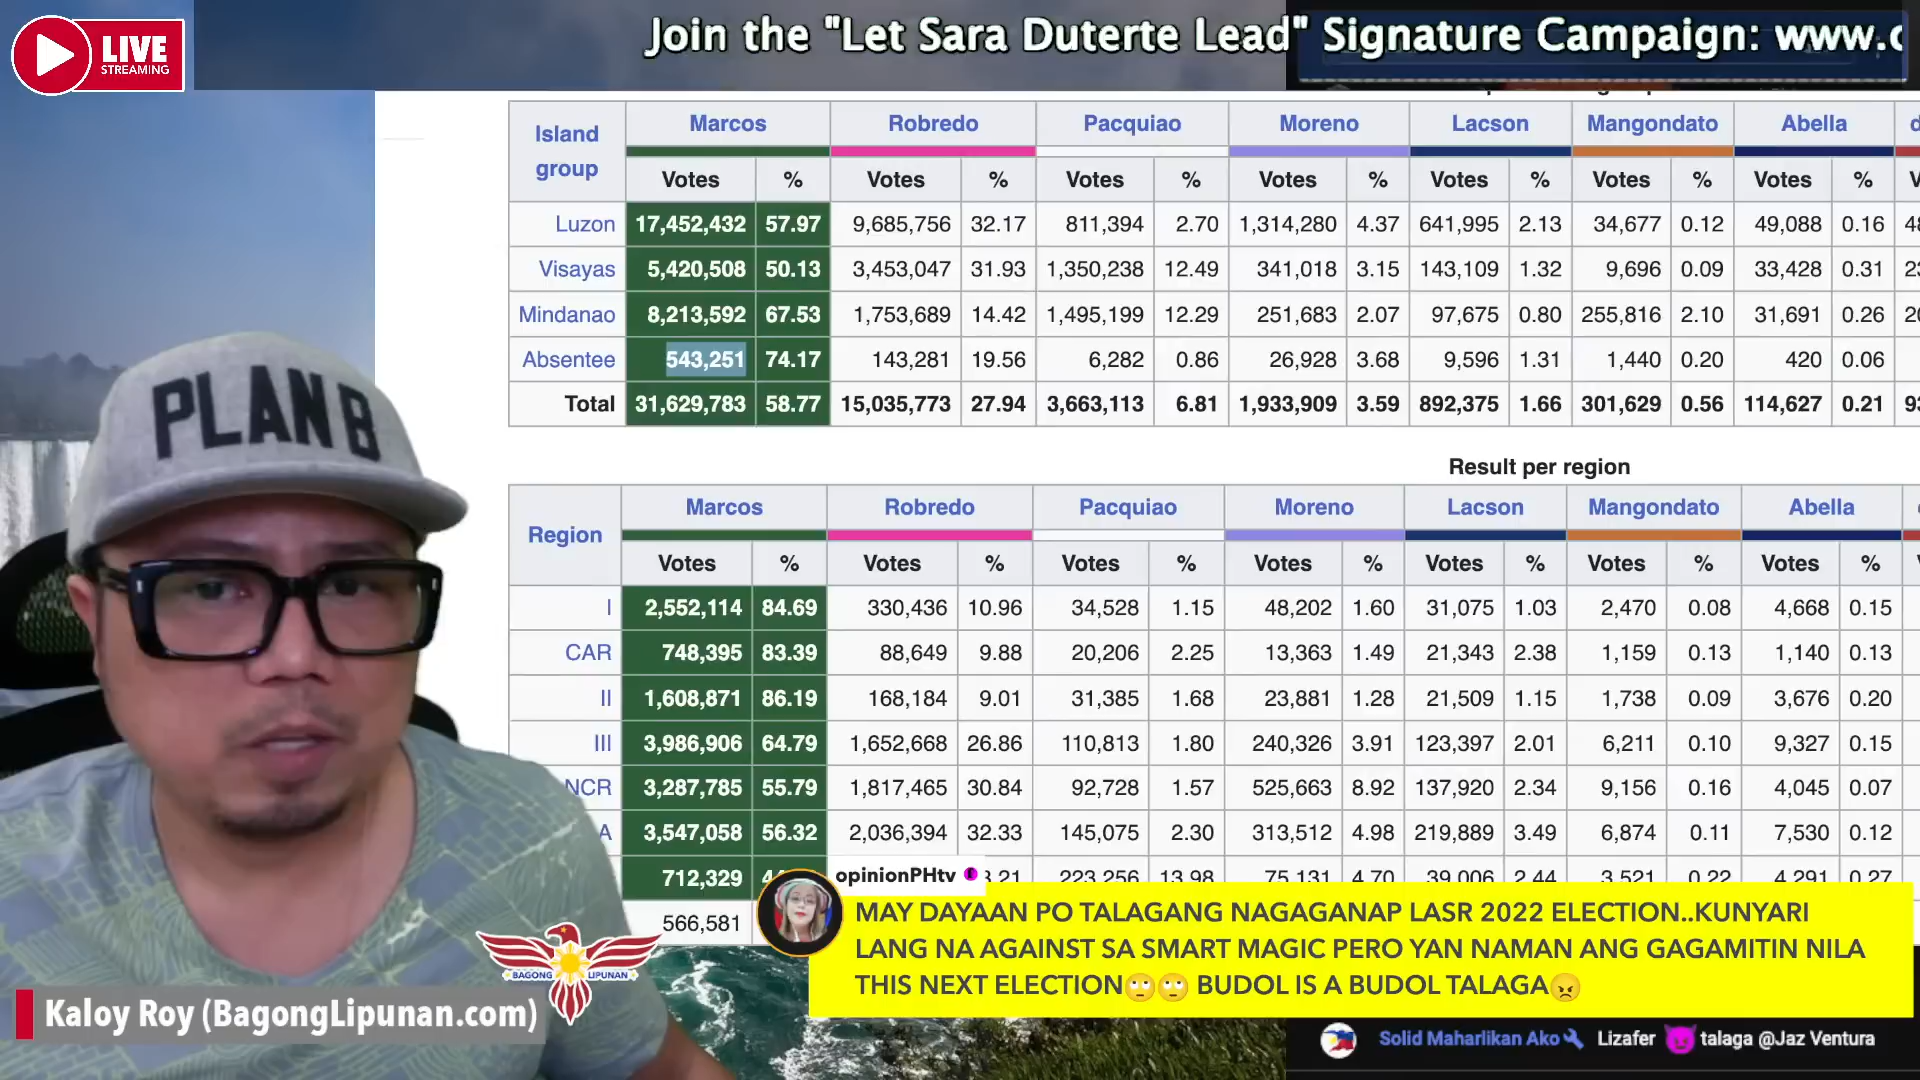 LIVE
STREAMING
Join the "Let Sara Duterte Lead" Signature Campaign: www.
Island group Marcos Robredo Pacquiao Moreno Lacson Mangondato Abella
Votes % Votes % Votes % Votes % Votes % Votes % Votes %
Luzon 17,452,432 57.97 9,685,756 32.17 811,394 2.70 1,314,280 4.37 641,995 2.13 34,677 0.12 49,088 0.16
Visayas 5,420,508 50.13 3,453,047 31.93 1,350,238 12.49 341,018 3.15 143,109 1.32 9,696 0.09 33,428 0.31
Mindanao 8,213,592 67.53 1,753,689 14.42 1,495,199 12.29 251,683 2.07 97,675 0.80 255,816 2.10 31,691 0.26
Absentee 543,251 74.17 143,281 19.56 6,282 0.86 26,928 3.68 9,596 1.31 1,440 0.20 420 0.06
Total 31,629,783 58.77 15,035,773 27.94 3,663,113 6.81 1,933,909 3.59 892,375 1.66 301,629 0.56 114,627 0.21
Result per region
Region Marcos Robredo Pacquiao Moreno Lacson Mangondato Abella
Votes % Votes % Votes % Votes % Votes % Votes % Votes %
I 2,552,114 84.69 330,436 10.96 34,528 1.15 48,202 1.60 31,075 1.03 2,470 0.08 4,668 0.15
CAR 748,395 83.39 88,649 9.88 20,206 2.25 13,363 1.49 21,343 2.38 1,159 0.13 1,140 0.13
II 1,608,871 86.19 168,184 9.01 31,385 1.68 23,881 1.28 21,509 1.15 1,738 0.09 3,676 0.20
III 3,986,906 64.79 1,652,668 26.86 110,813 1.80 240,326 3.91 123,397 2.01 6,211 0.10 9,327 0.15
NCR 3,287,785 55.79 1,817,465 30.84 92,728 1.57 525,663 8.92 137,920 2.34 9,156 0.16 4,045 0.07
A 3,547,058 56.32 2,036,394 32.33 145,075 2.30 313,512 4.98 219,889 3.49 6,874 0.11 7,530 0.12
712,329 223,256 13.98 75,131 4.70 39,006 2.44 3,521 0.22 4,291 0.27
566,581
PLAN B
opinionPHtv
MAY DAYAAN PO TALAGANG NAGAGANAP LASR 2022 ELECTION..KUNYARI
LANG NA AGAINST SA SMART MAGIC PERO YAN NAMAN ANG GAGAMITIN NILA
THIS NEXT ELECTION🙄🙄 BUDOL IS A BUDOL TALAGA😠
BAGONG LIPUNAN
Kaloy Roy (BagongLipunan.com)
Solid Maharlikan Ako🔧 Lizafer 😈 talaga @Jaz Ventura